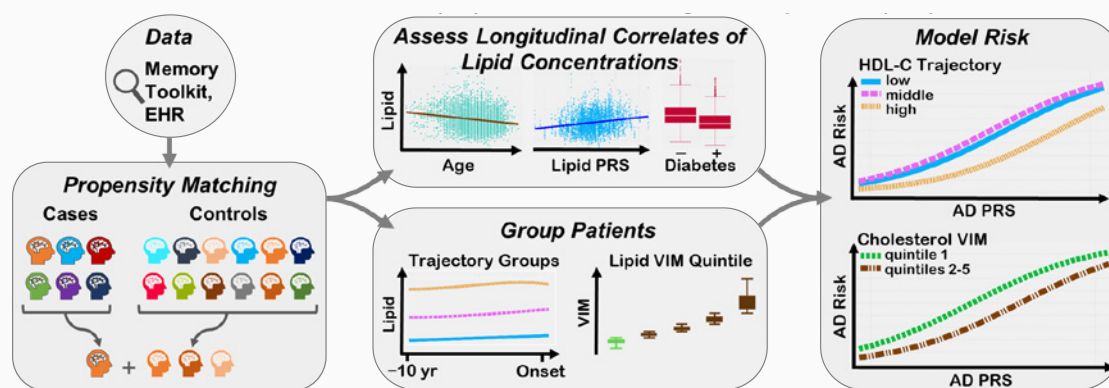 Data
Memory
Toolkit,
EHR
Propensity Matching
Cases
Controls
+
Assess Longitudinal Correlates of
Lipid Concentrations
Lipid
Age
Lipid PRS
− +
Diabetes
Group Patients
Trajectory Groups
Lipid
−10 yr
Onset
Lipid VIM Quintile
VIM
Model Risk
HDL-C Trajectory
low
middle
high
AD Risk
AD PRS
Cholesterol VIM
quintile 1
quintiles 2-5
AD Risk
AD PRS